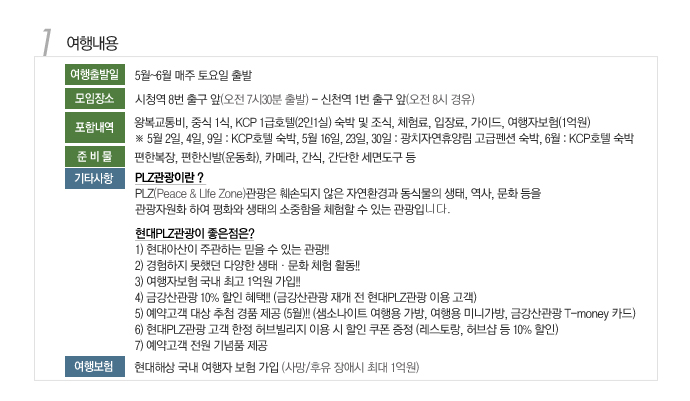 1 여행내용
여행출발일 5월~6월 매주 토요일 출발
모임장소 시청역 8번 출구 앞(오전 7시30분 출발) - 신천역 1번 출구 앞(오전 8시 경유)
포함내역 왕복교통비, 중식 1식, KCP 1급호텔(2인1실) 숙박 및 조식, 체험료, 입장료, 가이드, 여행자보험(1억원)
※ 5월 2일, 4일, 9일 : KCP호텔 숙박, 5월 16일, 23일, 30일 : 광치자연휴양림 고급펜션 숙박, 6월 : KCP호텔 숙박
준 비 물 편한복장, 편한신발(운동화), 카메라, 간식, 간단한 세면도구 등
기타사항 PLZ관광이란 ?
PLZ(Peace & LIfe Zone)관광은 훼손되지 않은 자연환경과 동식물의 생태, 역사, 문화 등을
관광자원화 하여 평화와 생태의 소중함을 체험할 수 있는 관광입니다.
현대PLZ관광이 좋은점은?
1) 현대아산이 주관하는 믿을 수 있는 관광!!
2) 경험하지 못했던 다양한 생태 · 문화 체험 활동!!
3) 여행자보험 국내 최고 1억원 가입!!
4) 금강산관광 10% 할인 혜택!! (금강산관광 재개 전 현대PLZ관광 이용 고객)
5) 예약고객 대상 추첨 경품 제공 (5월)!! (샘소나이트 여행용 가방, 여행용 미니가방, 금강산관광 T-money 카드)
6) 현대PLZ관광 고객 한정 허브빌리지 이용 시 할인 쿠폰 증정 (레스토랑, 허브샵 등 10% 할인)
7) 예약고객 전원 기념품 제공
여행보험 현대해상 국내 여행자 보험 가입 (사망/후유 장애시 최대 1억원)